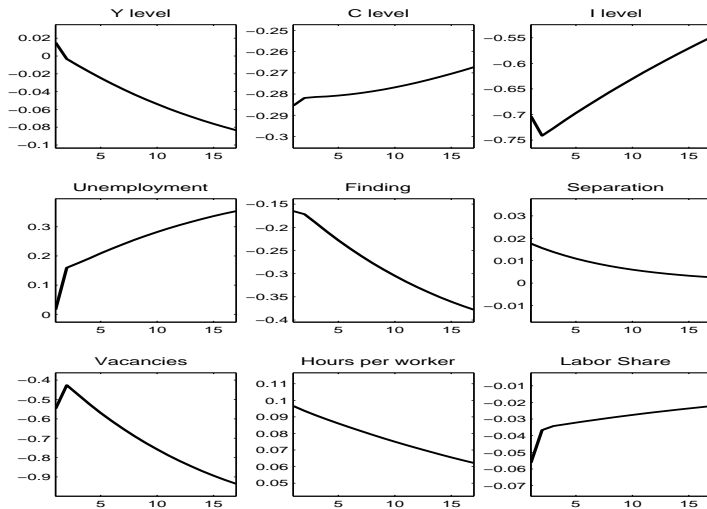 Y level
0.02
0
−0.02
−0.04
−0.06
−0.08
−0.1
5 10 15
C level
−0.25
−0.26
−0.27
−0.28
−0.29
−0.3
5 10 15
I level
−0.55
−0.6
−0.65
−0.7
−0.75
5 10 15
Unemployment
0.3
0.2
0.1
0
5 10 15
Finding
−0.15
−0.2
−0.25
−0.3
−0.35
−0.4
5 10 15
Separation
0.03
0.02
0.01
0
−0.01
5 10 15
Vacancies
−0.4
−0.5
−0.6
−0.7
−0.8
−0.9
5 10 15
Hours per worker
0.11
0.1
0.09
0.08
0.07
0.06
0.05
5 10 15
Labor Share
−0.01
−0.02
−0.03
−0.04
−0.05
−0.06
−0.07
5 10 15